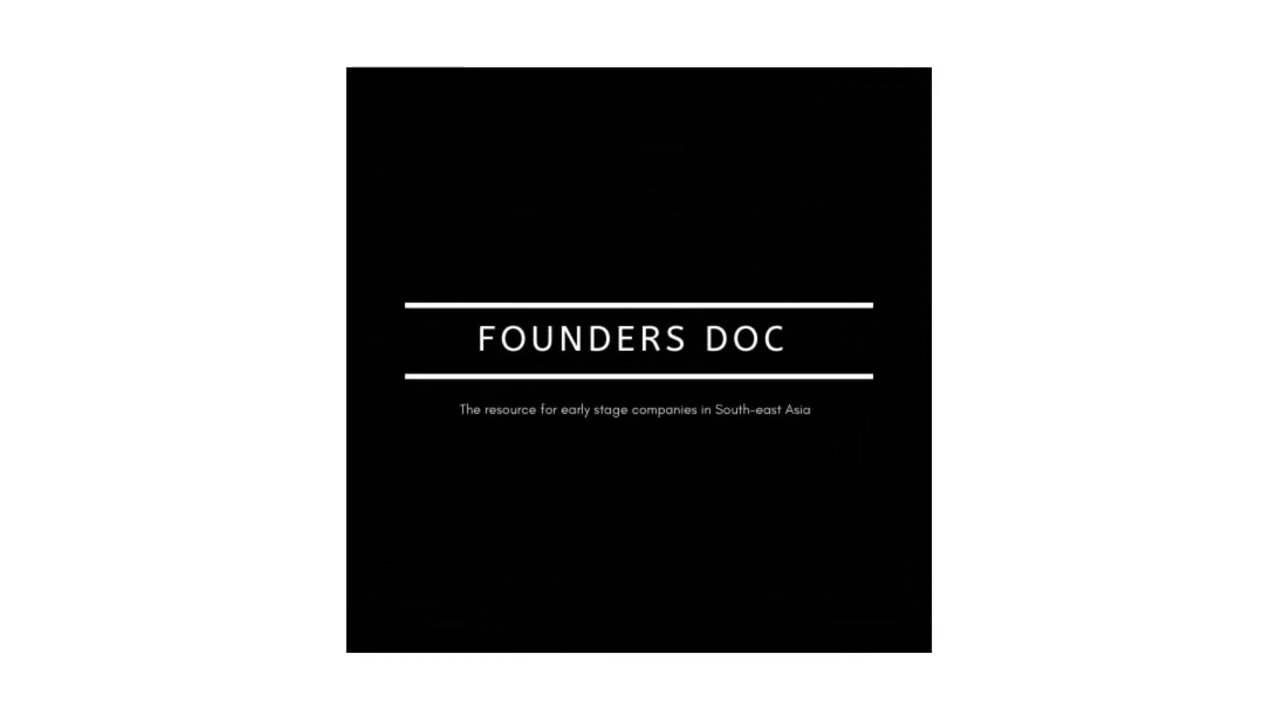 FOUNDERS DOC
The resource for early stage companies in South-east Asia